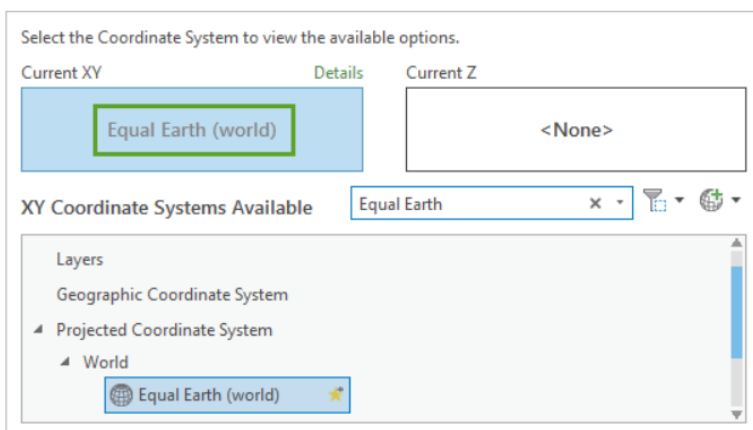 Select the Coordinate System to view the available options.
Current XY Details Current Z
Equal Earth (world) <None>
XY Coordinate Systems Available Equal Earth
Layers
Geographic Coordinate System
Projected Coordinate System
World
Equal Earth (world)